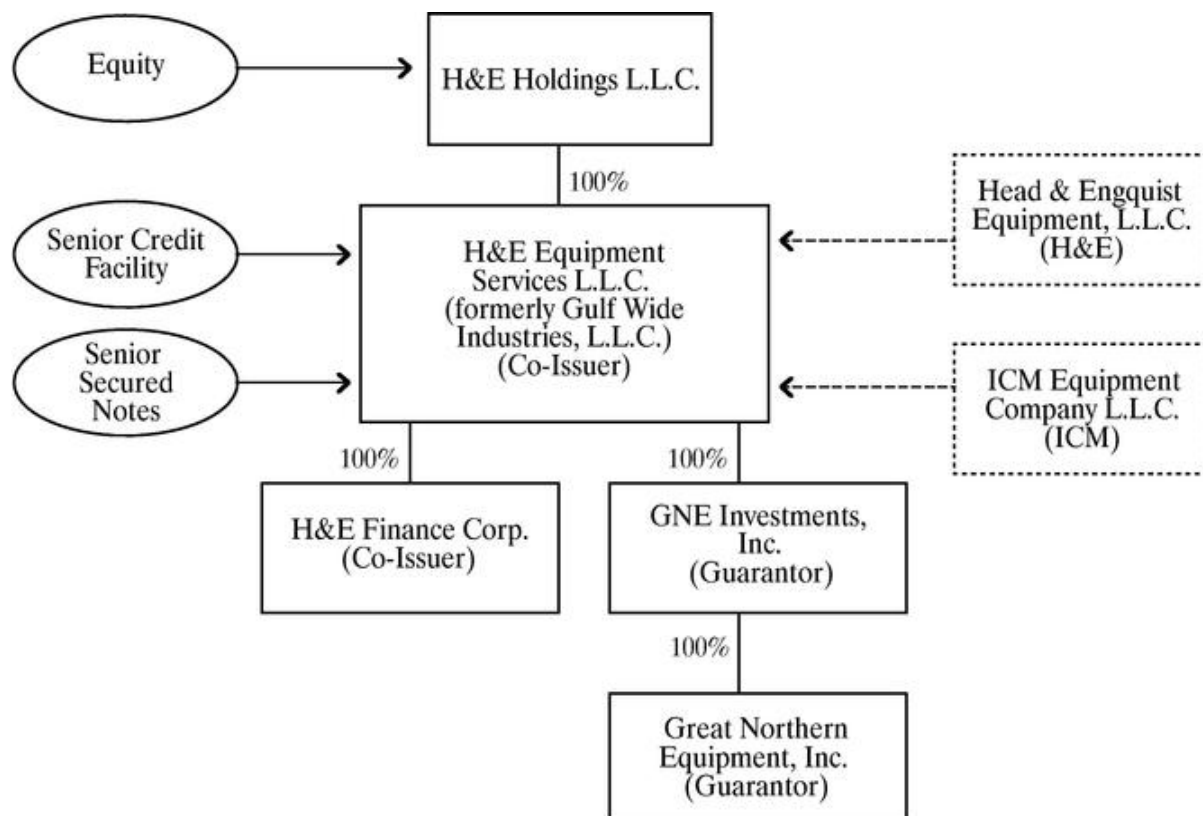 Equity
H&E Holdings L.L.C.
100%
Head & Engquist
Equipment, L.L.C.
(H&E)
Senior Credit
Facility
H&E Equipment
Services L.L.C.
(formerly Gulf Wide
Industries, L.L.C.)
(Co-Issuer)
Senior
Secured
Notes
ICM Equipment
Company L.L.C.
(ICM)
100%
100%
H&E Finance Corp.
(Co-Issuer)
GNE Investments,
Inc.
(Guarantor)
100%
Great Northern
Equipment, Inc.
(Guarantor)